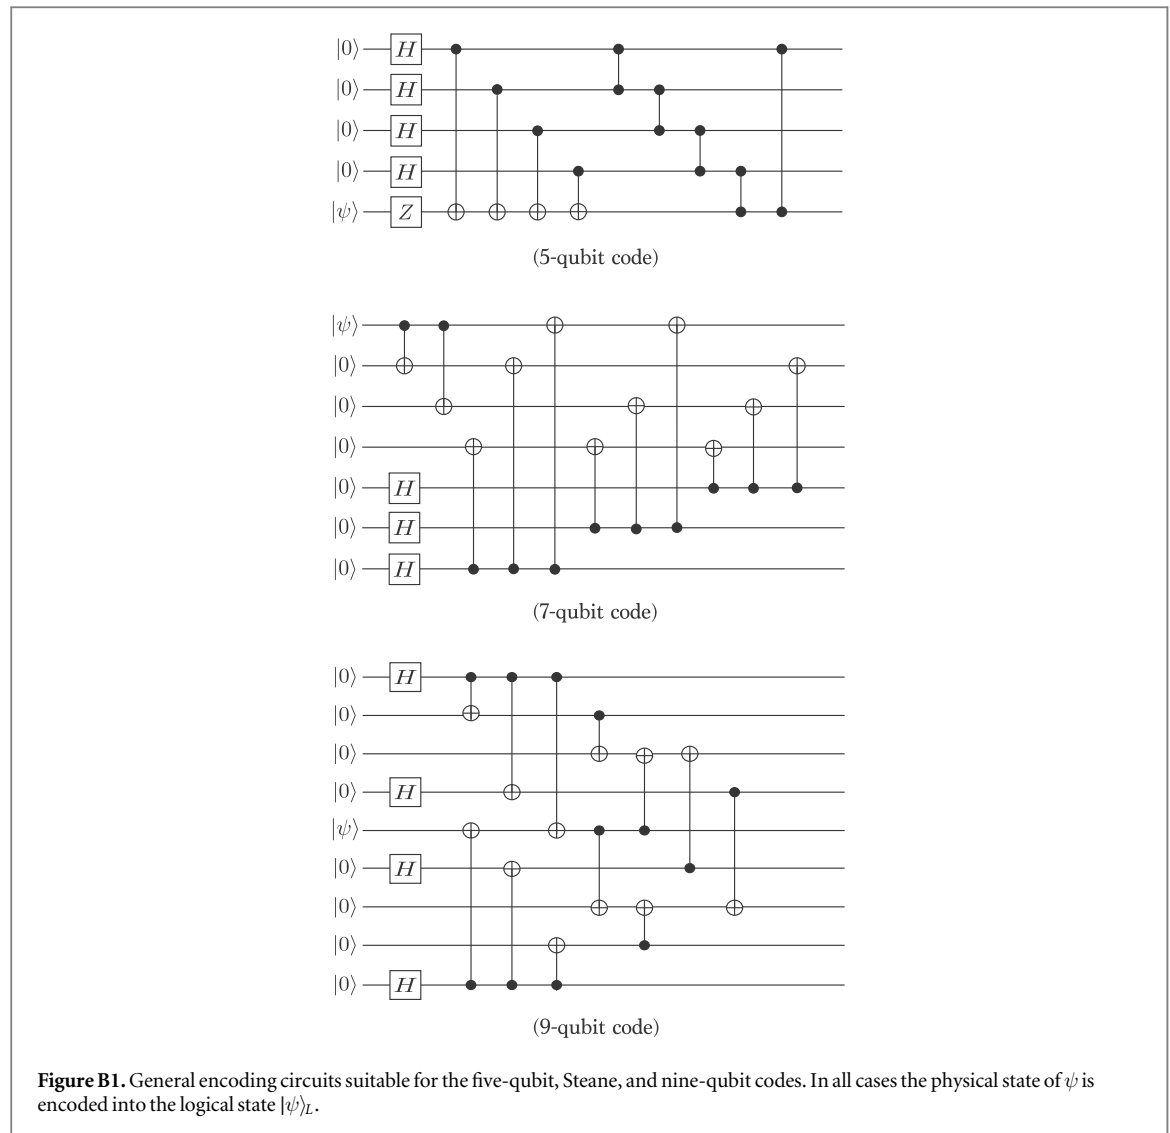 |0⟩ H
|0⟩ H
|0⟩ H
|0⟩ H
|ψ⟩ Z
(5-qubit code)
|ψ⟩
|0⟩
|0⟩
|0⟩
|0⟩ H
|0⟩ H
|0⟩ H
(7-qubit code)
|0⟩ H
|0⟩
|0⟩
|0⟩ H
|ψ⟩
|0⟩ H
|0⟩
|0⟩
|0⟩ H
(9-qubit code)
Figure B1. General encoding circuits suitable for the five-qubit, Steane, and nine-qubit codes. In all cases the physical state of ψ is
encoded into the logical state |ψ⟩L.